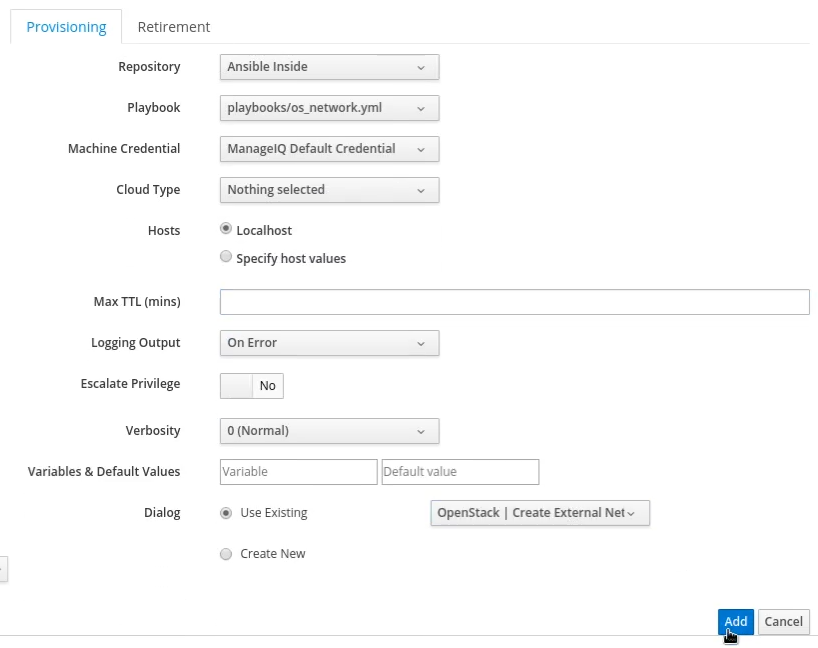 Provisioning Retirement
Repository Ansible Inside
Playbook playbooks/os_network.yml
Machine Credential ManageIQ Default Credential
Cloud Type Nothing selected
Hosts Localhost
Specify host values
Max TTL (mins)
Logging Output On Error
Escalate Privilege No
Verbosity 0 (Normal)
Variables & Default Values Variable Default value
Dialog Use Existing OpenStack | Create External Net
Create New
Add Cancel